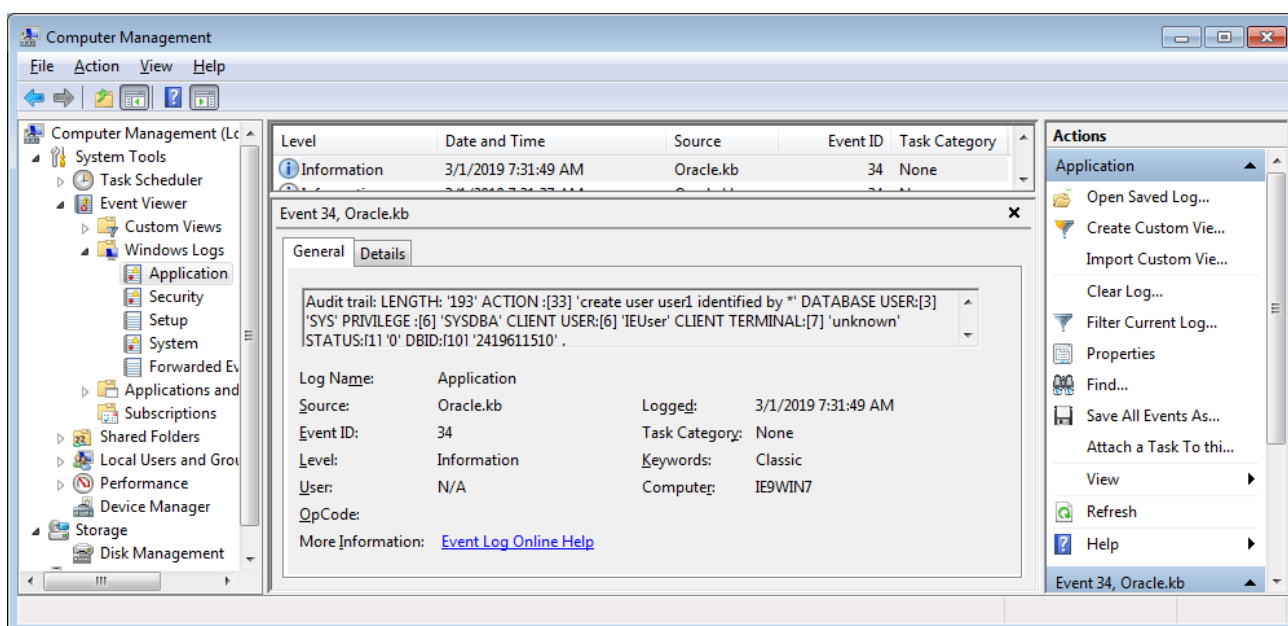 Computer Management
File Action View Help
Computer Management (Lc
System Tools
Task Scheduler
Event Viewer
Custom Views
Windows Logs
Application
Security
Setup
System
Forwarded Ev
Applications and
Subscriptions
Shared Folders
Local Users and Grou
Performance
Device Manager
Storage
Disk Management
Level Date and Time Source Event ID Task Category
Information 3/1/2019 7:31:49 AM Oracle.kb 34 None
Event 34, Oracle.kb
General Details
Audit trail: LENGTH: '193' ACTION :[33] 'create user user1 identified by *' DATABASE USER:[3]
'SYS' PRIVILEGE :[6] 'SYSDBA' CLIENT USER:[6] 'IEUser' CLIENT TERMINAL:[7] 'unknown'
STATUS:[1] '0' DBID:[10] '2419611510' .
Log Name: Application
Source: Oracle.kb Logged: 3/1/2019 7:31:49 AM
Event ID: 34 Task Category: None
Level: Information Keywords: Classic
User: N/A Computer: IE9WIN7
OpCode:
More Information: Event Log Online Help
Actions
Application
Open Saved Log...
Create Custom Vie...
Import Custom Vie...
Clear Log...
Filter Current Log...
Properties
Find...
Save All Events As...
Attach a Task To thi...
View
Refresh
Help
Event 34, Oracle.kb